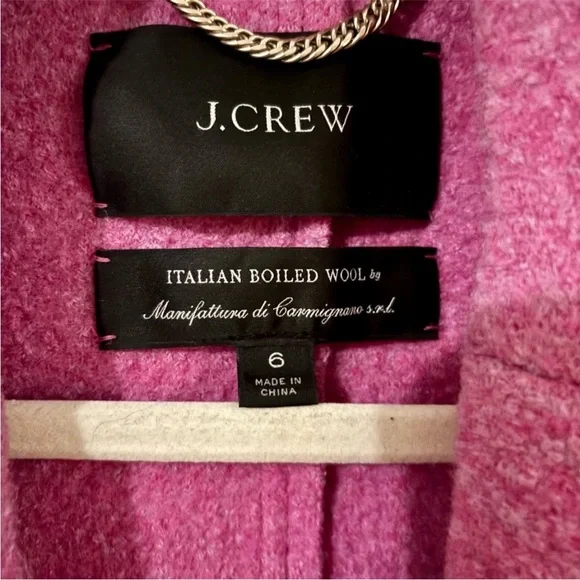 J.CREW
ITALIAN BOILED WOOL by
Manifattura di Carmignano s.r.l.
6
MADE IN
CHINA